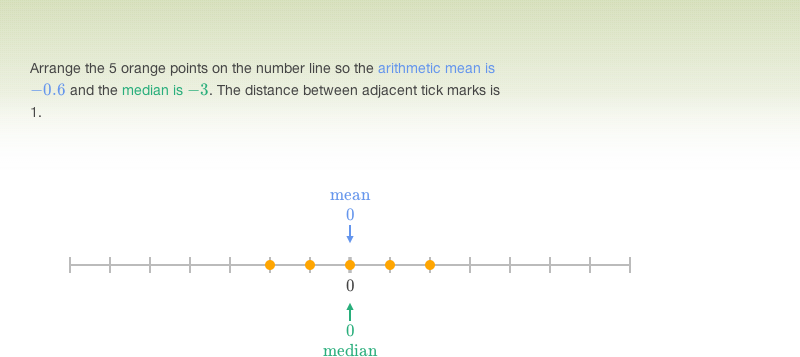 Arrange the 5 orange points on the number line so the arithmetic mean is
−0.6 and the median is −3. The distance between adjacent tick marks is
1.
mean
0
0
0
median